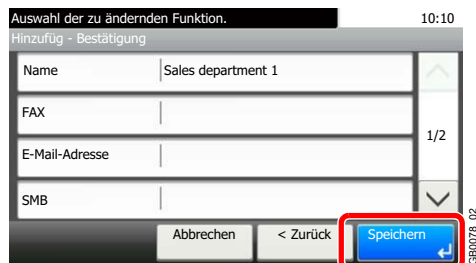 Auswahl der zu ändernden Funktion. 10:10
Hinzufüg - Bestätigung
Name Sales department 1
FAX
1/2
E-Mail-Adresse
SMB
Abbrechen < Zurück Speichern
GB0078_02